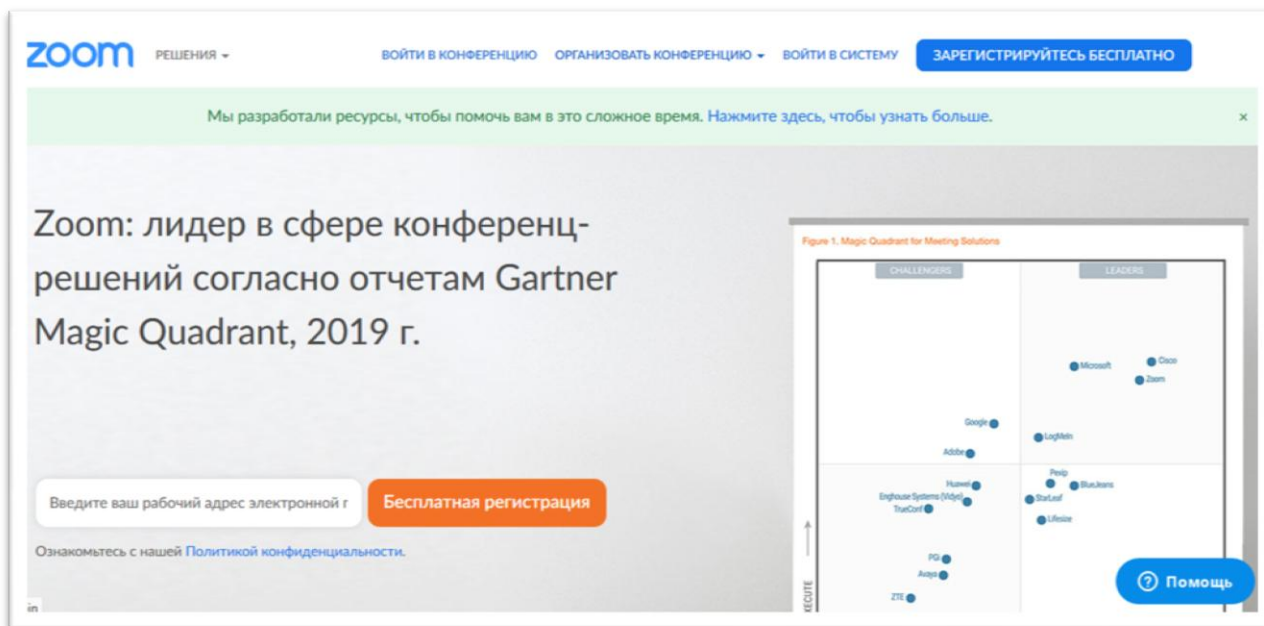 zoom РЕШЕНИЯ ВОЙТИ В КОНФЕРЕНЦИЮ ОРГАНИЗОВАТЬ КОНФЕРЕНЦИЮ ВОЙТИ В СИСТЕМУ ЗАРЕГИСТРИРУЙТЕСЬ БЕСПЛАТНО
Мы разработали ресурсы, чтобы помочь вам в это сложное время. Нажмите здесь, чтобы узнать больше. ×
Zoom: лидер в сфере конференц-
решений согласно отчетам Gartner
Magic Quadrant, 2019 г.
Введите ваш рабочий адрес электронной г Бесплатная регистрация
Ознакомьтесь с нашей Политикой конфиденциальности.
in
Figure 1. Magic Quadrant for Meeting Solutions
CHALLENGERS LEADERS
Cisco
Microsoft
Zoom
Google
LogMeIn
Adobe
Pexip
Huawei BlueJeans
Enghouse Systems (Vidyo) StarLeaf
TrueConf
Lifesize
PGi
Avaya
ZTE
XECUTE
Помощь